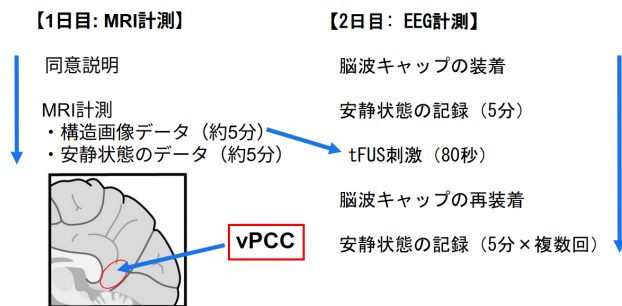 【1日目: MRI計測】
同意説明
MRI計測
・構造画像データ（約5分）
・安静状態のデータ（約5分）
vPCC
【2日目: EEG計測】
脳波キャップの装着
安静状態の記録（5分）
tFUS刺激（80秒）
脳波キャップの再装着
安静状態の記録（5分×複数回）